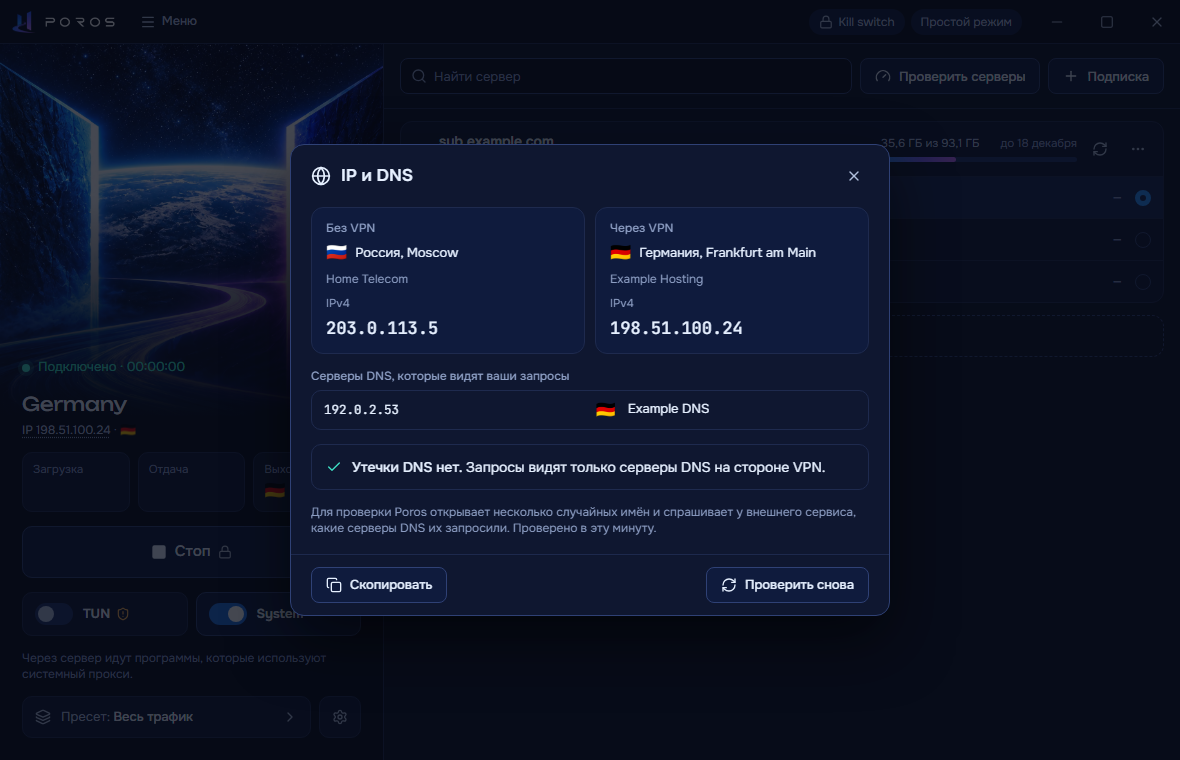 POROS
Меню
Kill switch
Простой режим
Найти сервер
Проверить серверы
Подписка
sub.example.com
35,6 ГБ из 93,1 ГБ
до 18 декабря
IP и DNS
Без VPN
Россия, Moscow
Home Telecom
IPv4
203.0.113.5
Через VPN
Германия, Frankfurt am Main
Example Hosting
IPv4
198.51.100.24
Серверы DNS, которые видят ваши запросы
192.0.2.53
Example DNS
Утечки DNS нет. Запросы видят только серверы DNS на стороне VPN.
Для проверки Poros открывает несколько случайных имён и спрашивает у внешнего сервиса,
какие серверы DNS их запросили. Проверено в эту минуту.
Скопировать
Проверить снова
Подключено · 00:00:00
Germany
IP 198.51.100.24 ·
Загрузка
Отдача
Стоп
TUN
System
Через сервер идут программы, которые используют
системный прокси.
Пресет: Весь трафик